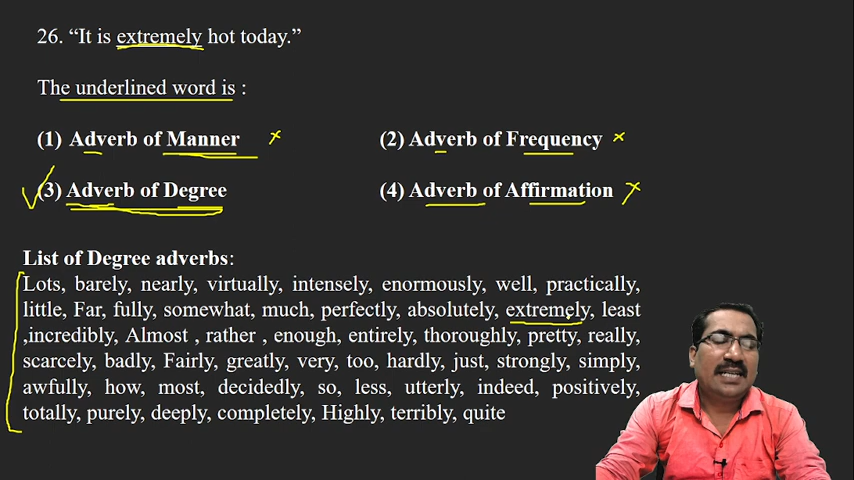 26. “It is extremely hot today.”
The underlined word is :
(1) Adverb of Manner
(2) Adverb of Frequency
(3) Adverb of Degree
(4) Adverb of Affirmation
List of Degree adverbs:
Lots, barely, nearly, virtually, intensely, enormously, well, practically,
little, Far, fully, somewhat, much, perfectly, absolutely, extremely, least
,incredibly, Almost , rather , enough, entirely, thoroughly, pretty, really,
scarcely, badly, Fairly, greatly, very, too, hardly, just, strongly, simply,
awfully, how, most, decidedly, so, less, utterly, indeed, positively,
totally, purely, deeply, completely, Highly, terribly, quite